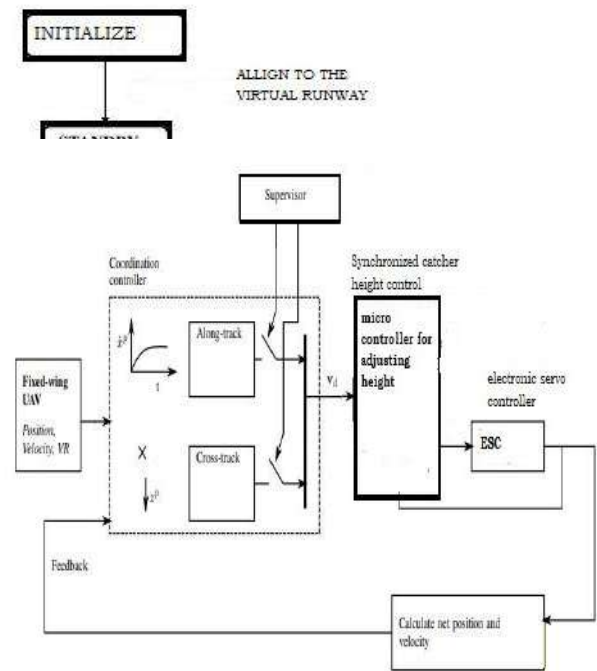 INITIALIZE
ALLIGN TO THE
VIRTUAL RUNWAY
Supervisor
Coordination
controller
Synchronized catcher
height control
Along-track
t
micro
controller for
adjusting
height
Fixed-wing
UAV
Position,
Velocity, VR
v_d
electronic servo
controller
X
Cross-track
ESC
Feedback
Calculate net position and
velocity